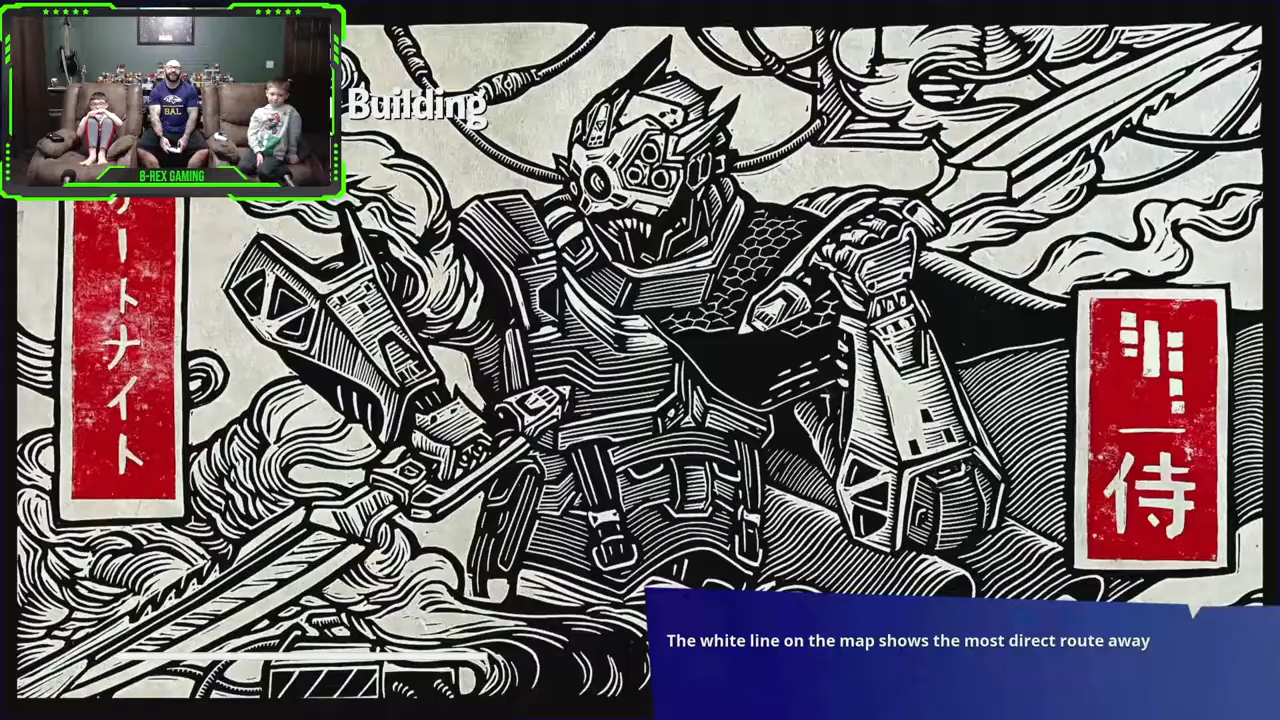 Building
BAL
B-REX GAMING
ートナイト
侍
The white line on the map shows the most direct route away